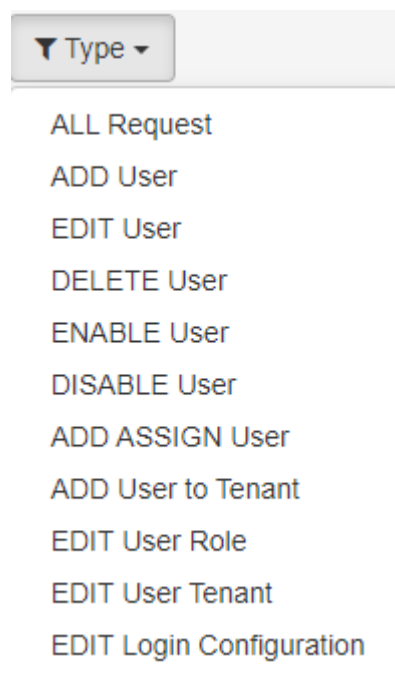 Type
ALL Request
ADD User
EDIT User
DELETE User
ENABLE User
DISABLE User
ADD ASSIGN User
ADD User to Tenant
EDIT User Role
EDIT User Tenant
EDIT Login Configuration